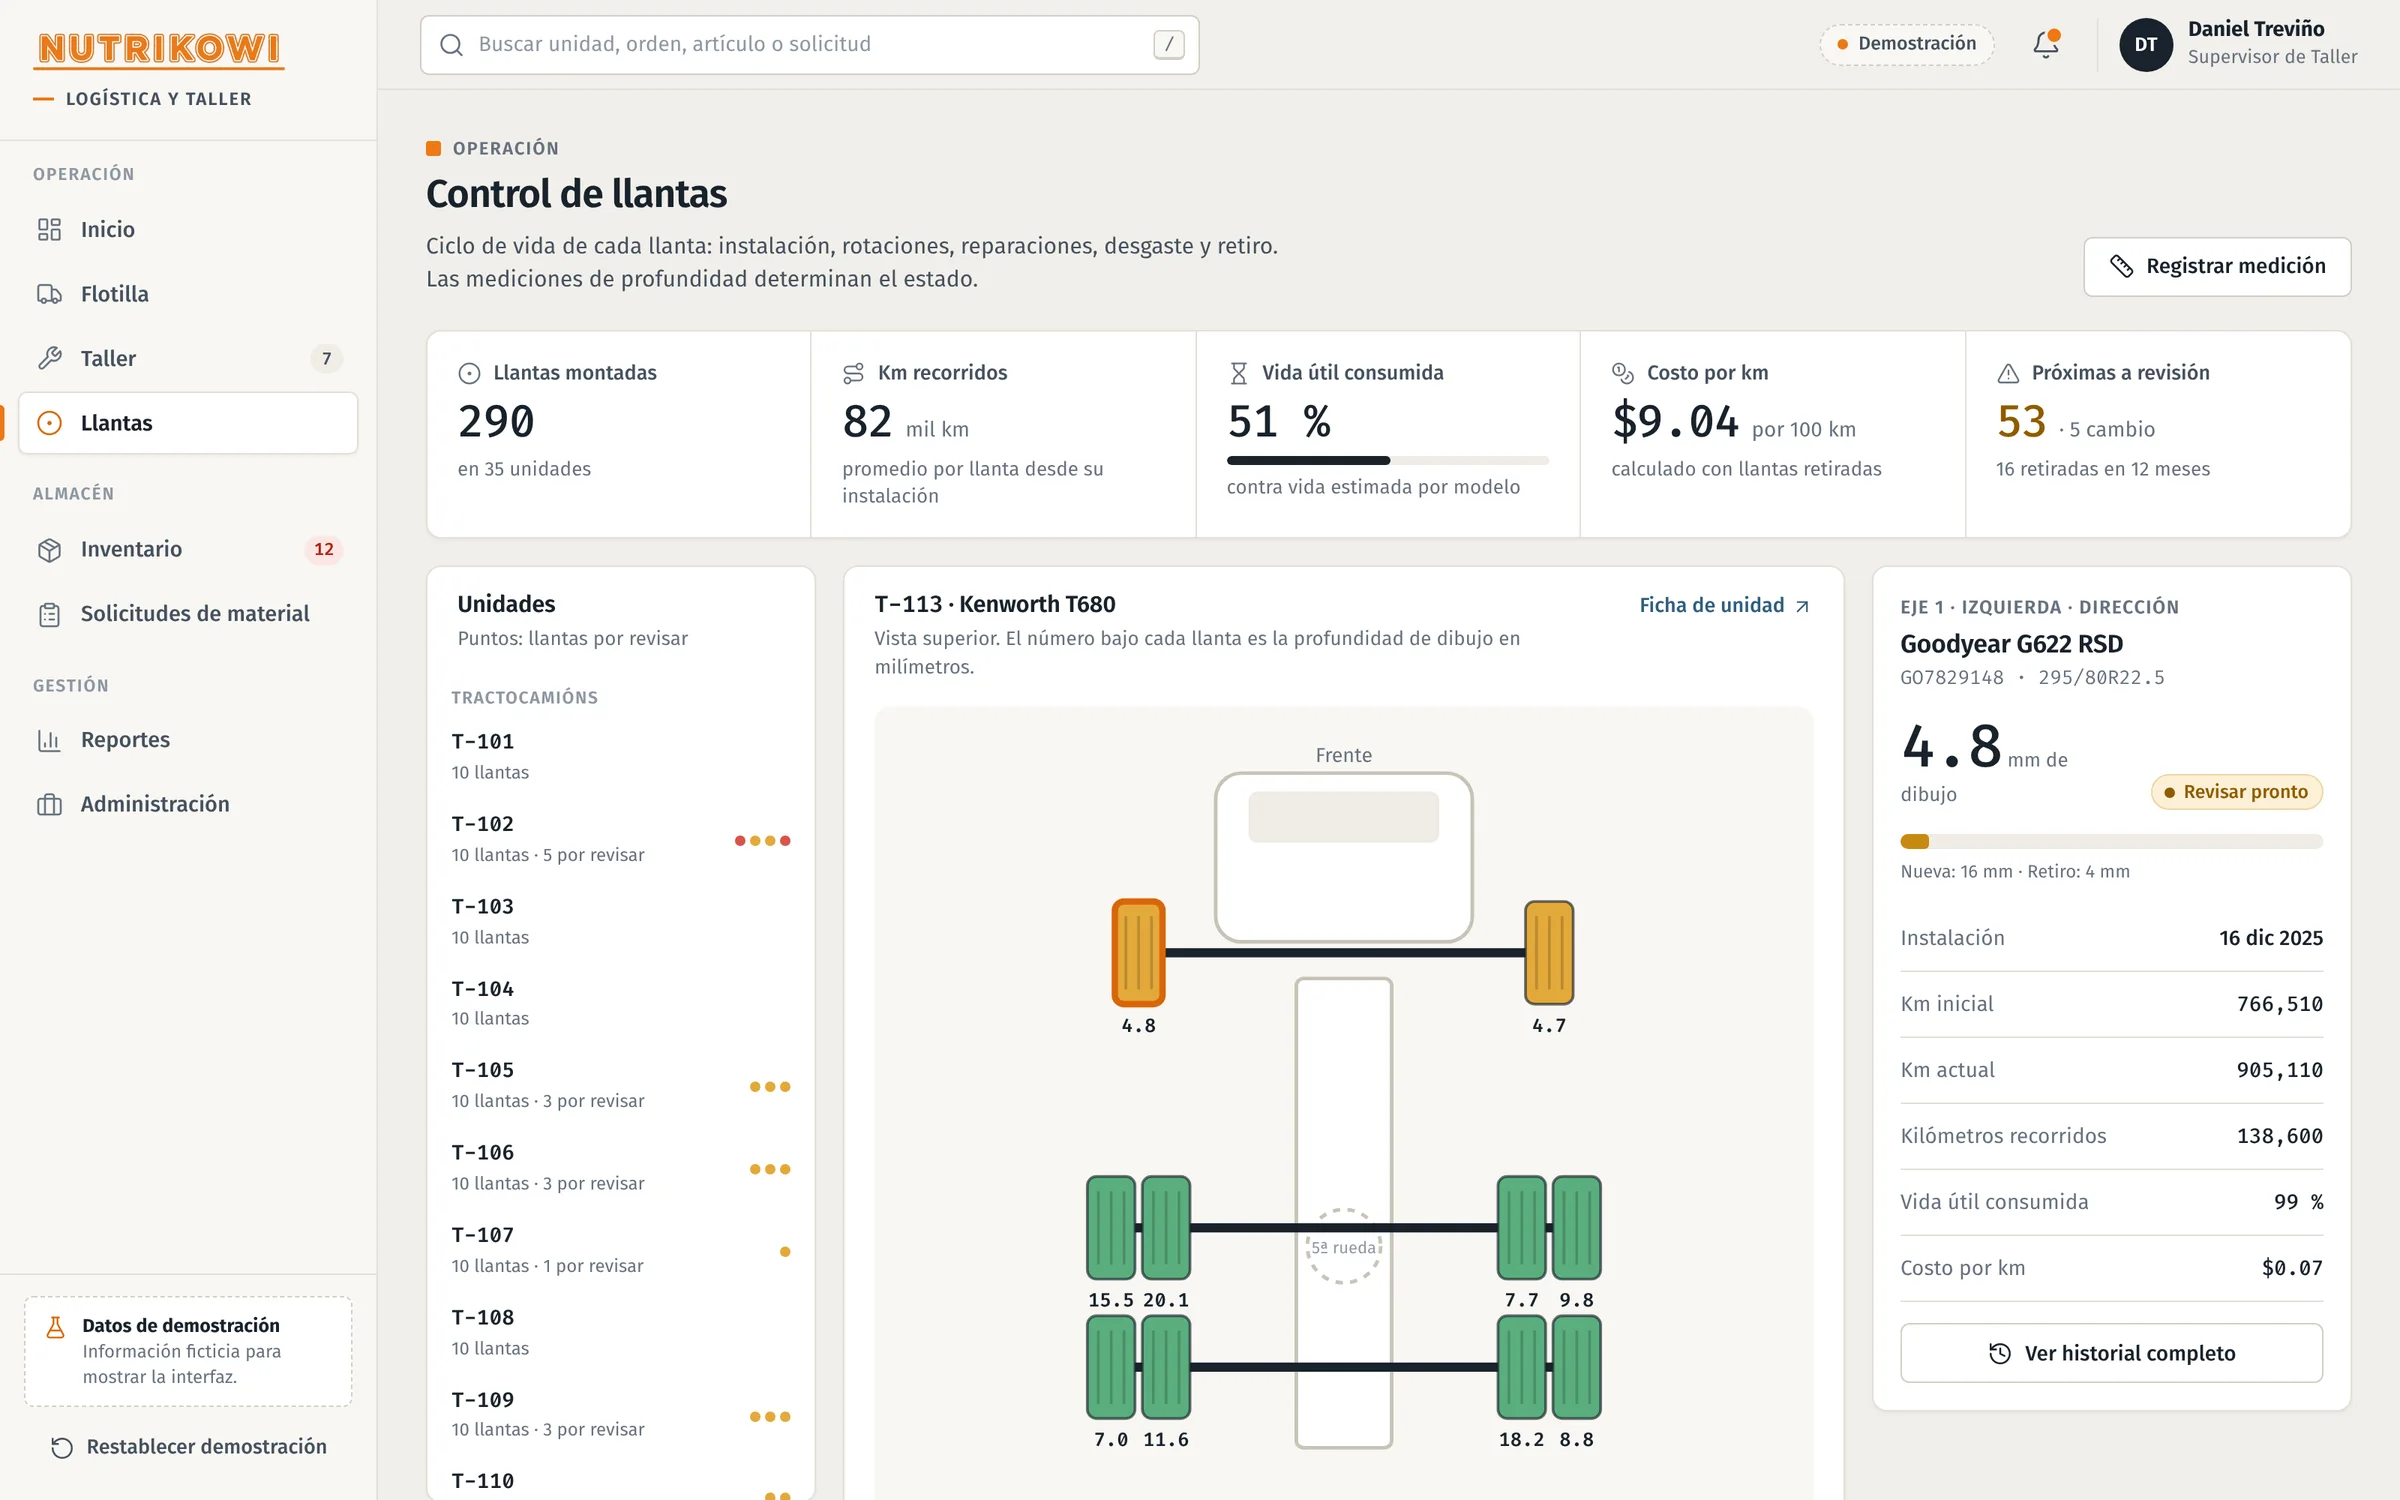 NUTRIKOWI
LOGÍSTICA Y TALLER
OPERACIÓN
Inicio
Flotilla
Taller 7
Llantas
ALMACÉN
Inventario 12
Solicitudes de material
GESTIÓN
Reportes
Administración
Datos de demostración
Información ficticia para
mostrar la interfaz.
Restablecer demostración
Buscar unidad, orden, artículo o solicitud /
Demostración
DT
Daniel Treviño
Supervisor de Taller
OPERACIÓN
Control de llantas
Ciclo de vida de cada llanta: instalación, rotaciones, reparaciones, desgaste y retiro.
Las mediciones de profundidad determinan el estado.
Registrar medición
Llantas montadas
290
en 35 unidades
Km recorridos
82 mil km
promedio por llanta desde su
instalación
Vida útil consumida
51 %
contra vida estimada por modelo
Costo por km
$9.04 por 100 km
calculado con llantas retiradas
Próximas a revisión
53 · 5 cambio
16 retiradas en 12 meses
Unidades
Puntos: llantas por revisar
TRACTOCAMIÓNS
T-101
10 llantas
T-102
10 llantas · 5 por revisar
T-103
10 llantas
T-104
10 llantas
T-105
10 llantas · 3 por revisar
T-106
10 llantas · 3 por revisar
T-107
10 llantas · 1 por revisar
T-108
10 llantas
T-109
10 llantas · 3 por revisar
T-110
T-113 · Kenworth T680
Ficha de unidad
Vista superior. El número bajo cada llanta es la profundidad de dibujo en
milímetros.
Frente
4.8 4.7
5ª rueda
15.5 20.1 7.7 9.8
7.0 11.6 18.2 8.8
EJE 1 · IZQUIERDA · DIRECCIÓN
Goodyear G622 RSD
GO7829148 · 295/80R22.5
4.8 mm de
dibujo
Revisar pronto
Nueva: 16 mm · Retiro: 4 mm
Instalación 16 dic 2025
Km inicial 766,510
Km actual 905,110
Kilómetros recorridos 138,600
Vida útil consumida 99 %
Costo por km $0.07
Ver historial completo